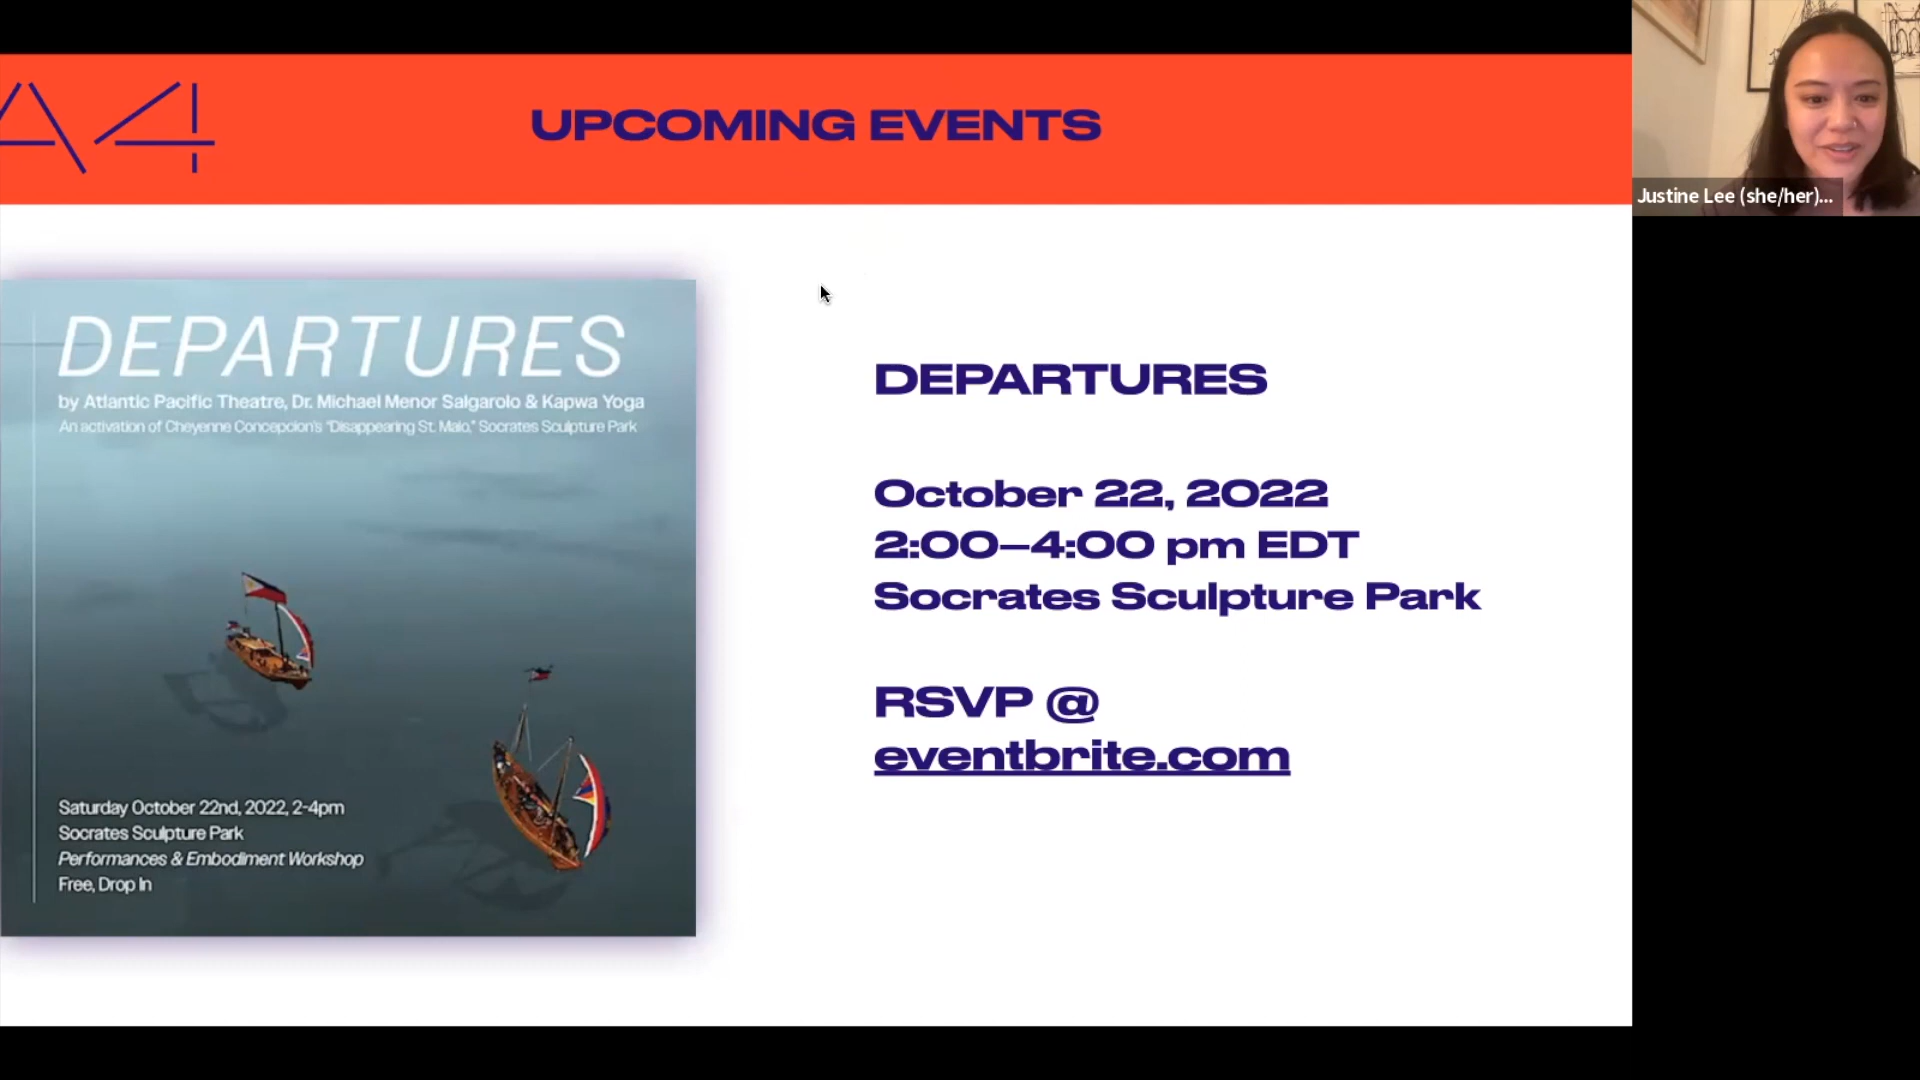 A4
UPCOMING EVENTS
Justine Lee (she/her)...
DEPARTURES
by Atlantic Pacific Theatre, Dr. Michael Menor Salgarolo & Kapwa Yoga
An activation of Cheyenne Concepcion's "Disappearing St. Malo," Socrates Sculpture Park
Saturday October 22nd, 2022, 2-4pm
Socrates Sculpture Park
Performances & Embodiment Workshop
Free, Drop In
DEPARTURES
October 22, 2022
2:00–4:00 pm EDT
Socrates Sculpture Park
RSVP @
eventbrite.com